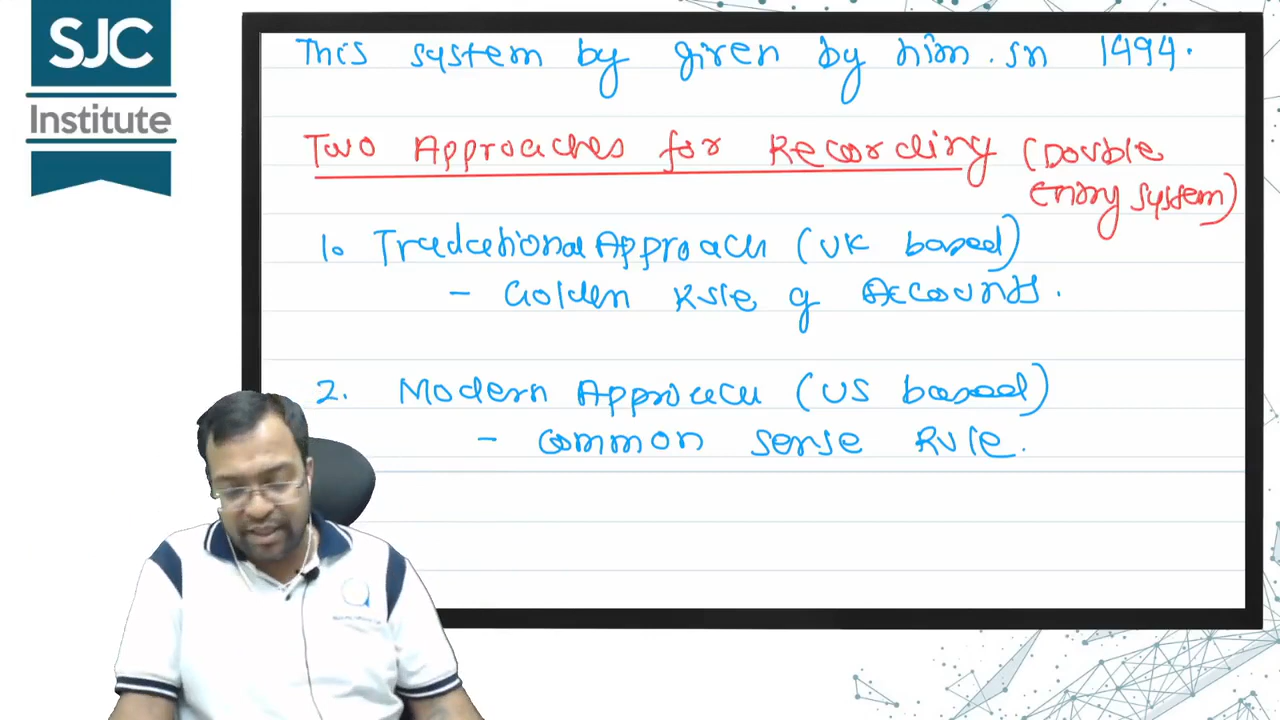 SJC
Institute
This system by given by him. In 1494.
Two Approaches for Recording (Double
Entry System)
1. Tradational Approach (UK based)
- Golden Rule of Accounts.
2. Modern Approach (US based)
- Common sense Rule.